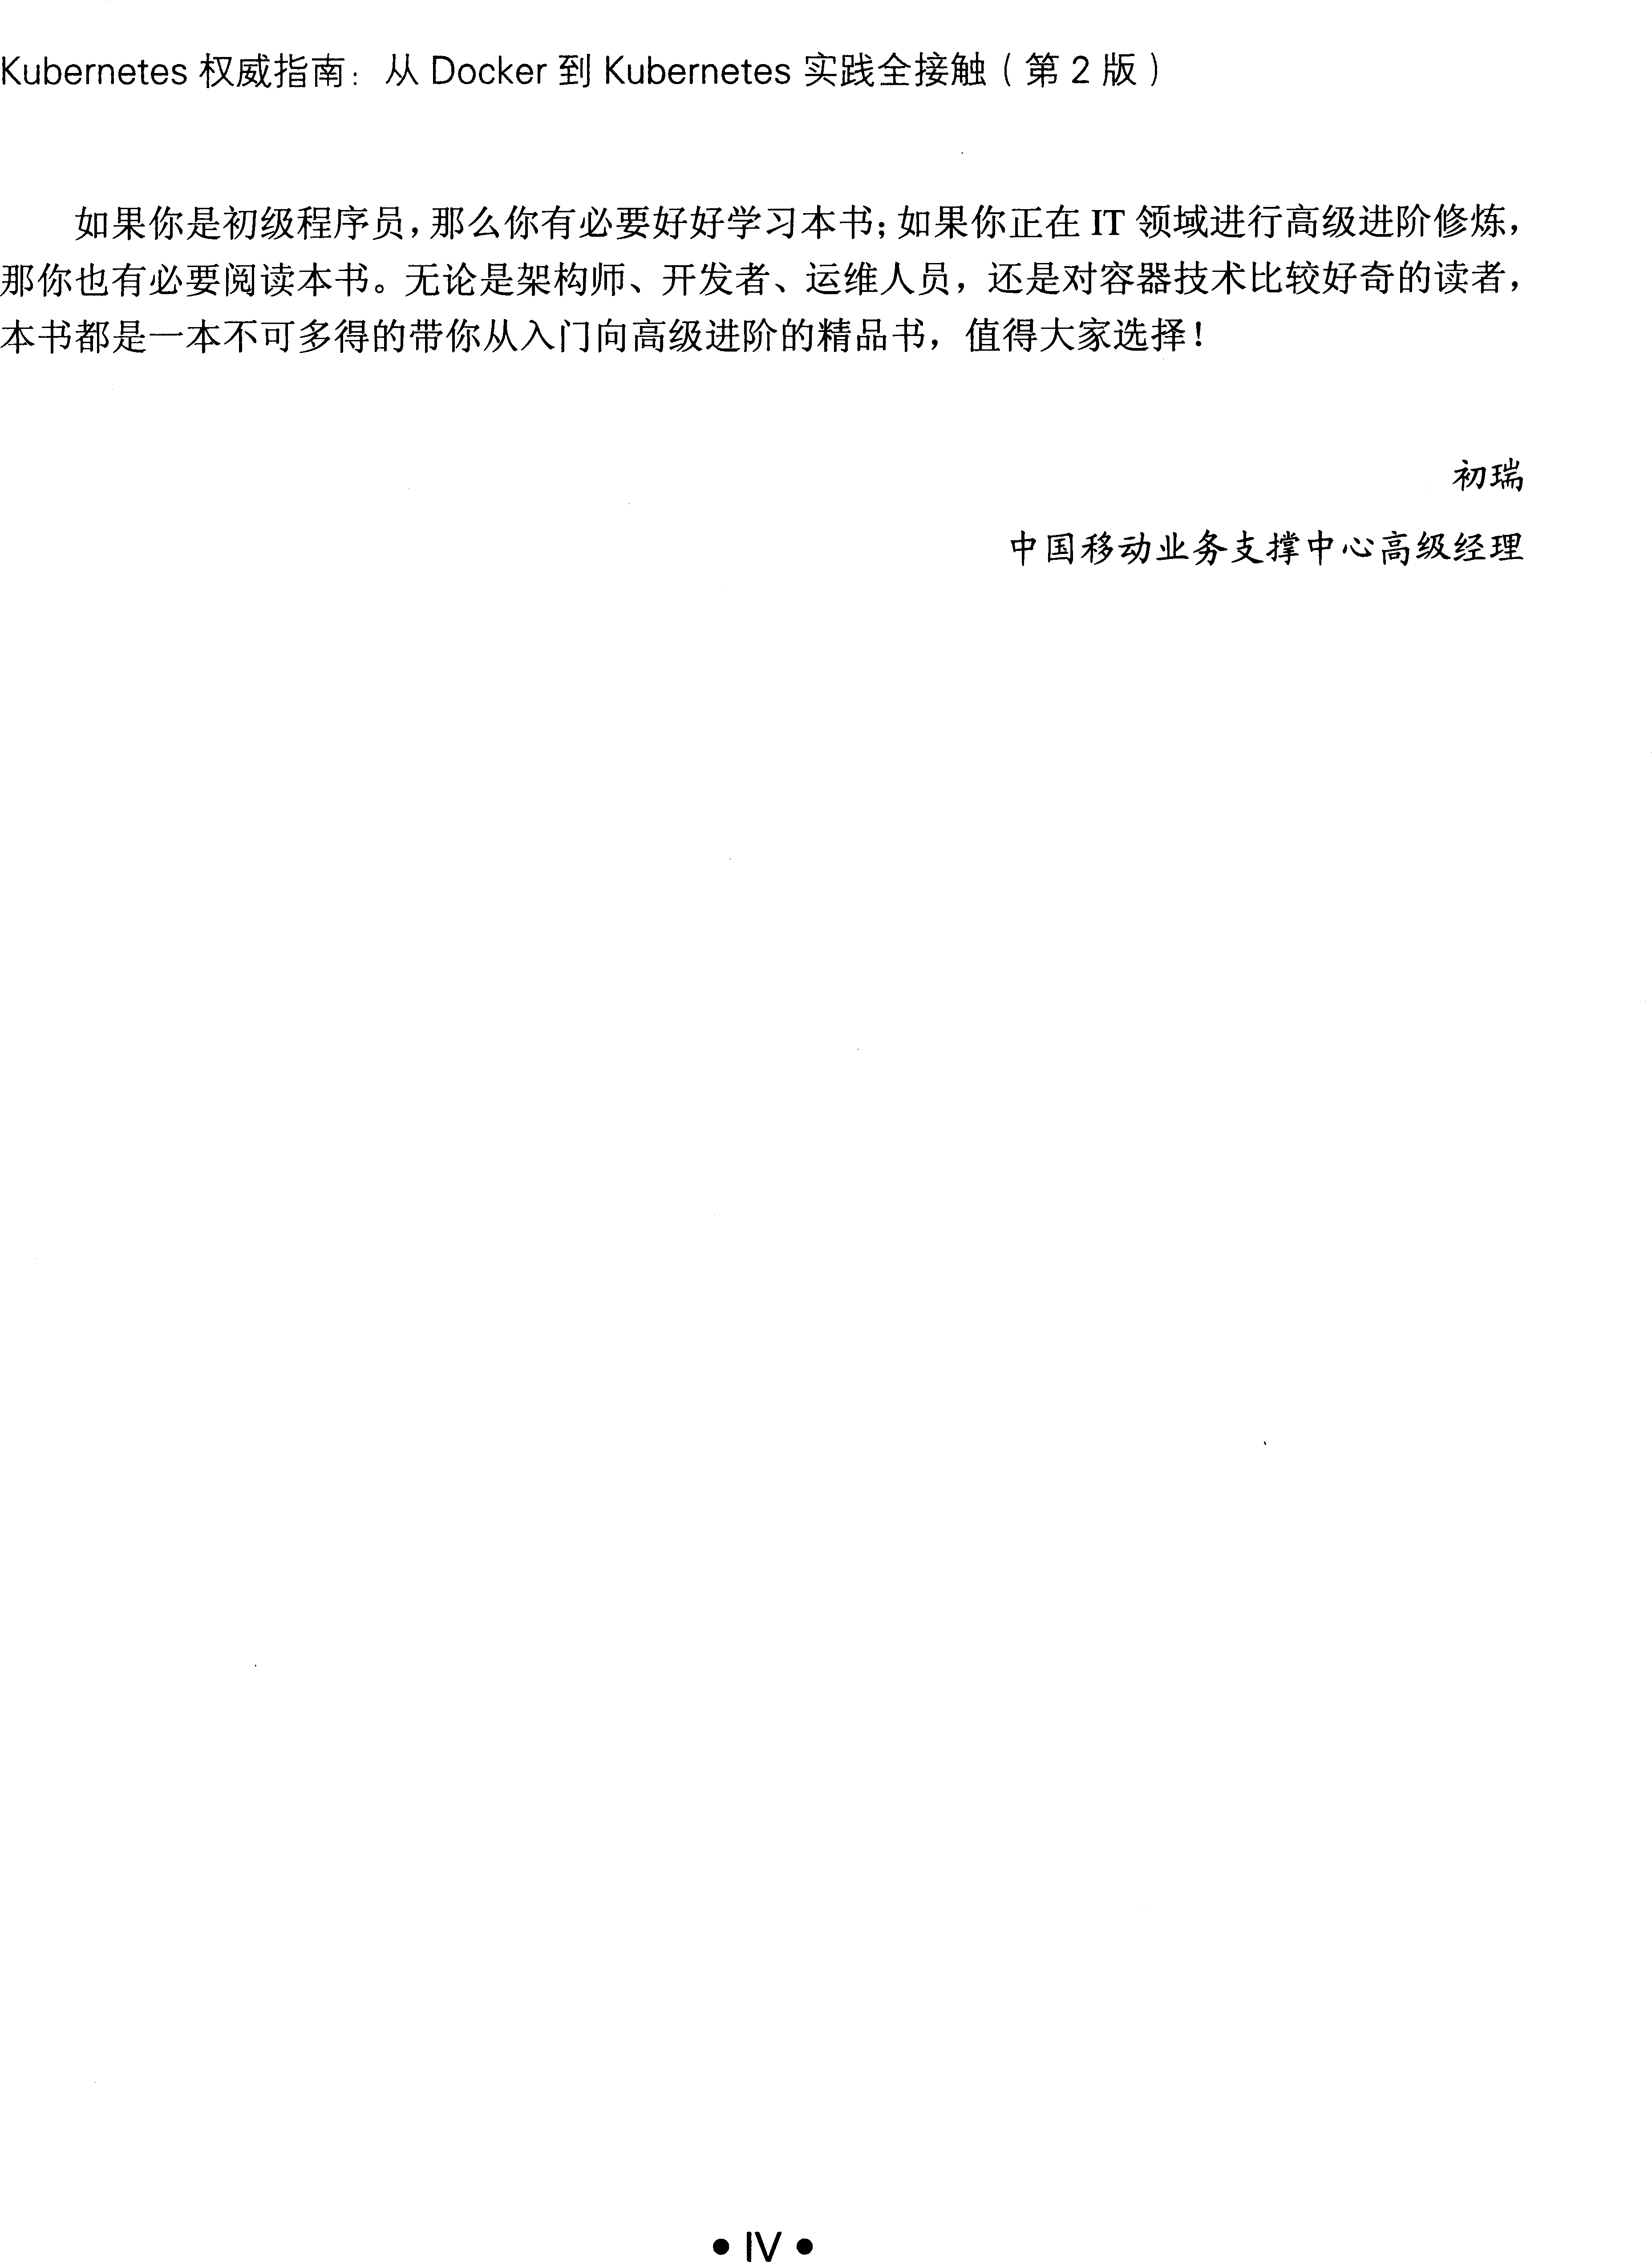 Kubernetes 权威指南：从 Docker 到 Kubernetes 实践全接触（第 2 版）
如果你是初级程序员，那么你有必要好好学习本书；如果你正在 IT 领域进行高级进阶修炼，
那你也有必要阅读本书。无论是架构师、开发者、运维人员，还是对容器技术比较好奇的读者，
本书都是一本不可多得的带你从入门向高级进阶的精品书，值得大家选择！
初瑞
中国移动业务支撑中心高级经理
• IV •